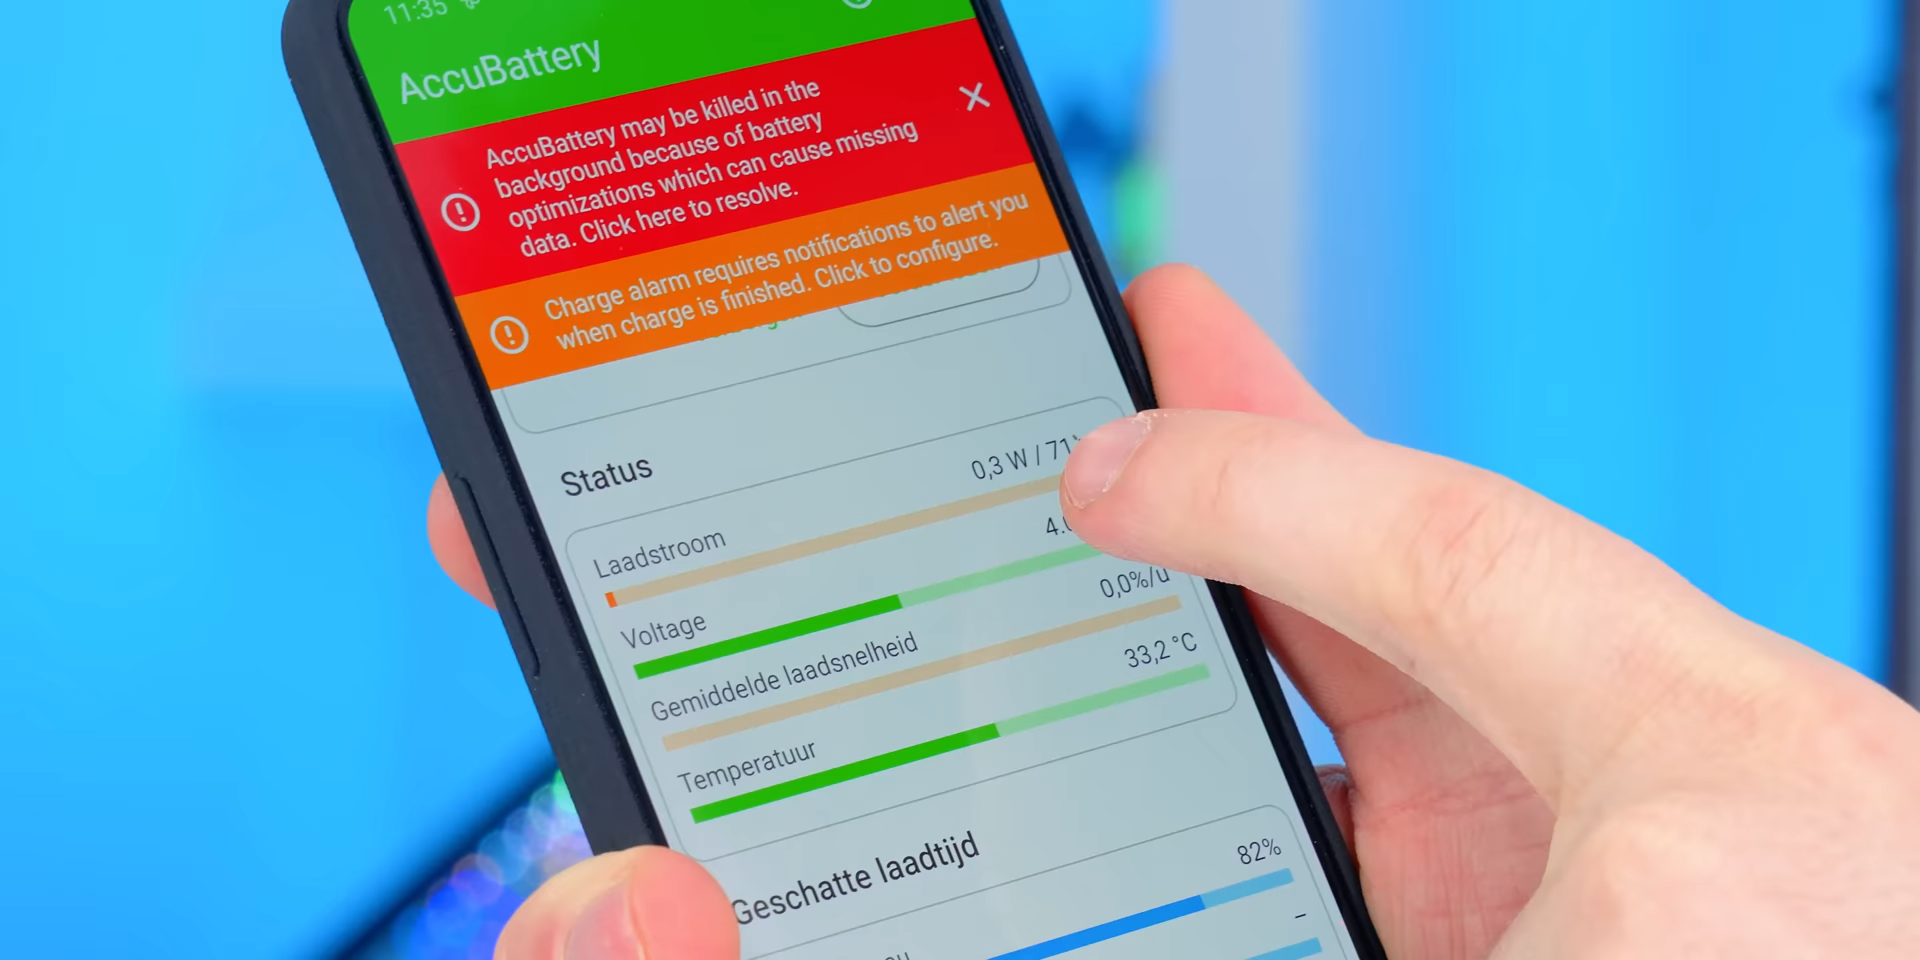 11:35
AccuBattery
AccuBattery may be killed in the
background because of battery
optimizations which can cause missing
data. Click here to resolve.
Charge alarm requires notifications to alert you
when charge is finished. Click to configure.
Status
Laadstroom 0,3 W /
Voltage
Gemiddelde laadsnelheid 0,0%/u
Temperatuur 33,2 °C
Geschatte laadtijd
82%
–